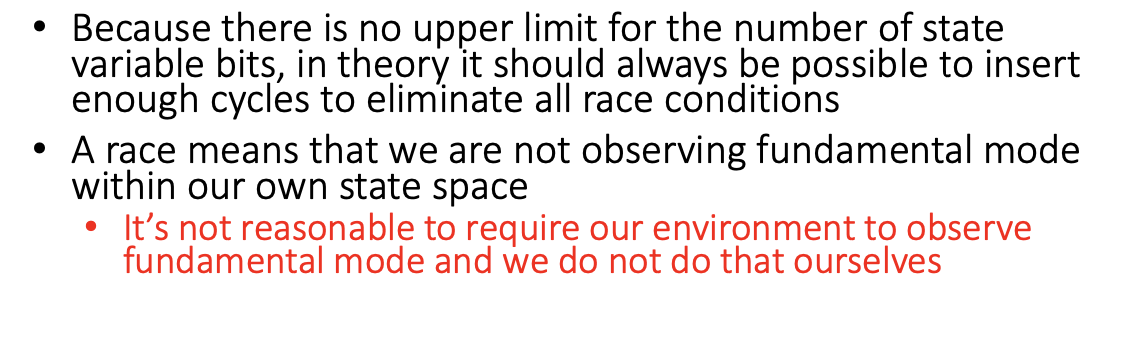 • Because there is no upper limit for the number of state
variable bits, in theory it should always be possible to insert
enough cycles to eliminate all race conditions
• A race means that we are not observing fundamental mode
within our own state space
• It’s not reasonable to require our environment to observe
fundamental mode and we do not do that ourselves